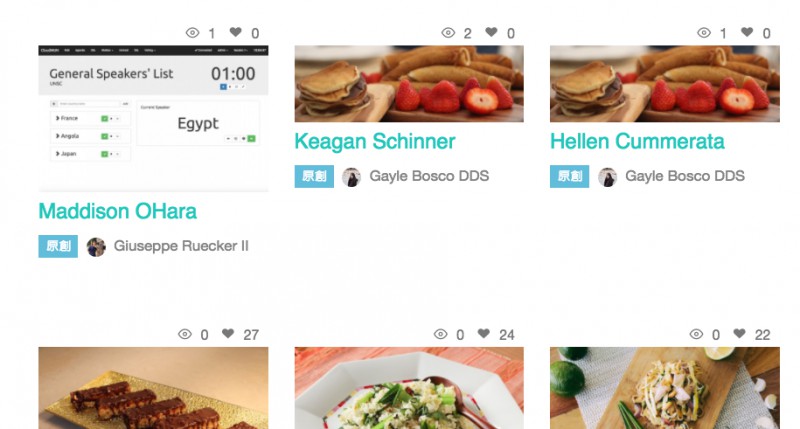 1 0
2 0
1 0
General Speakers' List
01:00
Current Speaker
France
Angola
Japan
Egypt
Maddison OHara
原創 Giuseppe Ruecker II
Keagan Schinner
原創 Gayle Bosco DDS
Hellen Cummerata
原創 Gayle Bosco DDS
0 27
0 24
0 22